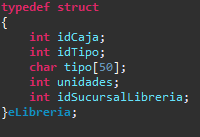 typedef struct
{
    int idCaja;
    int idTipo;
    char tipo[50];
    int unidades;
    int idSucursalLibreria;
}eLibreria;